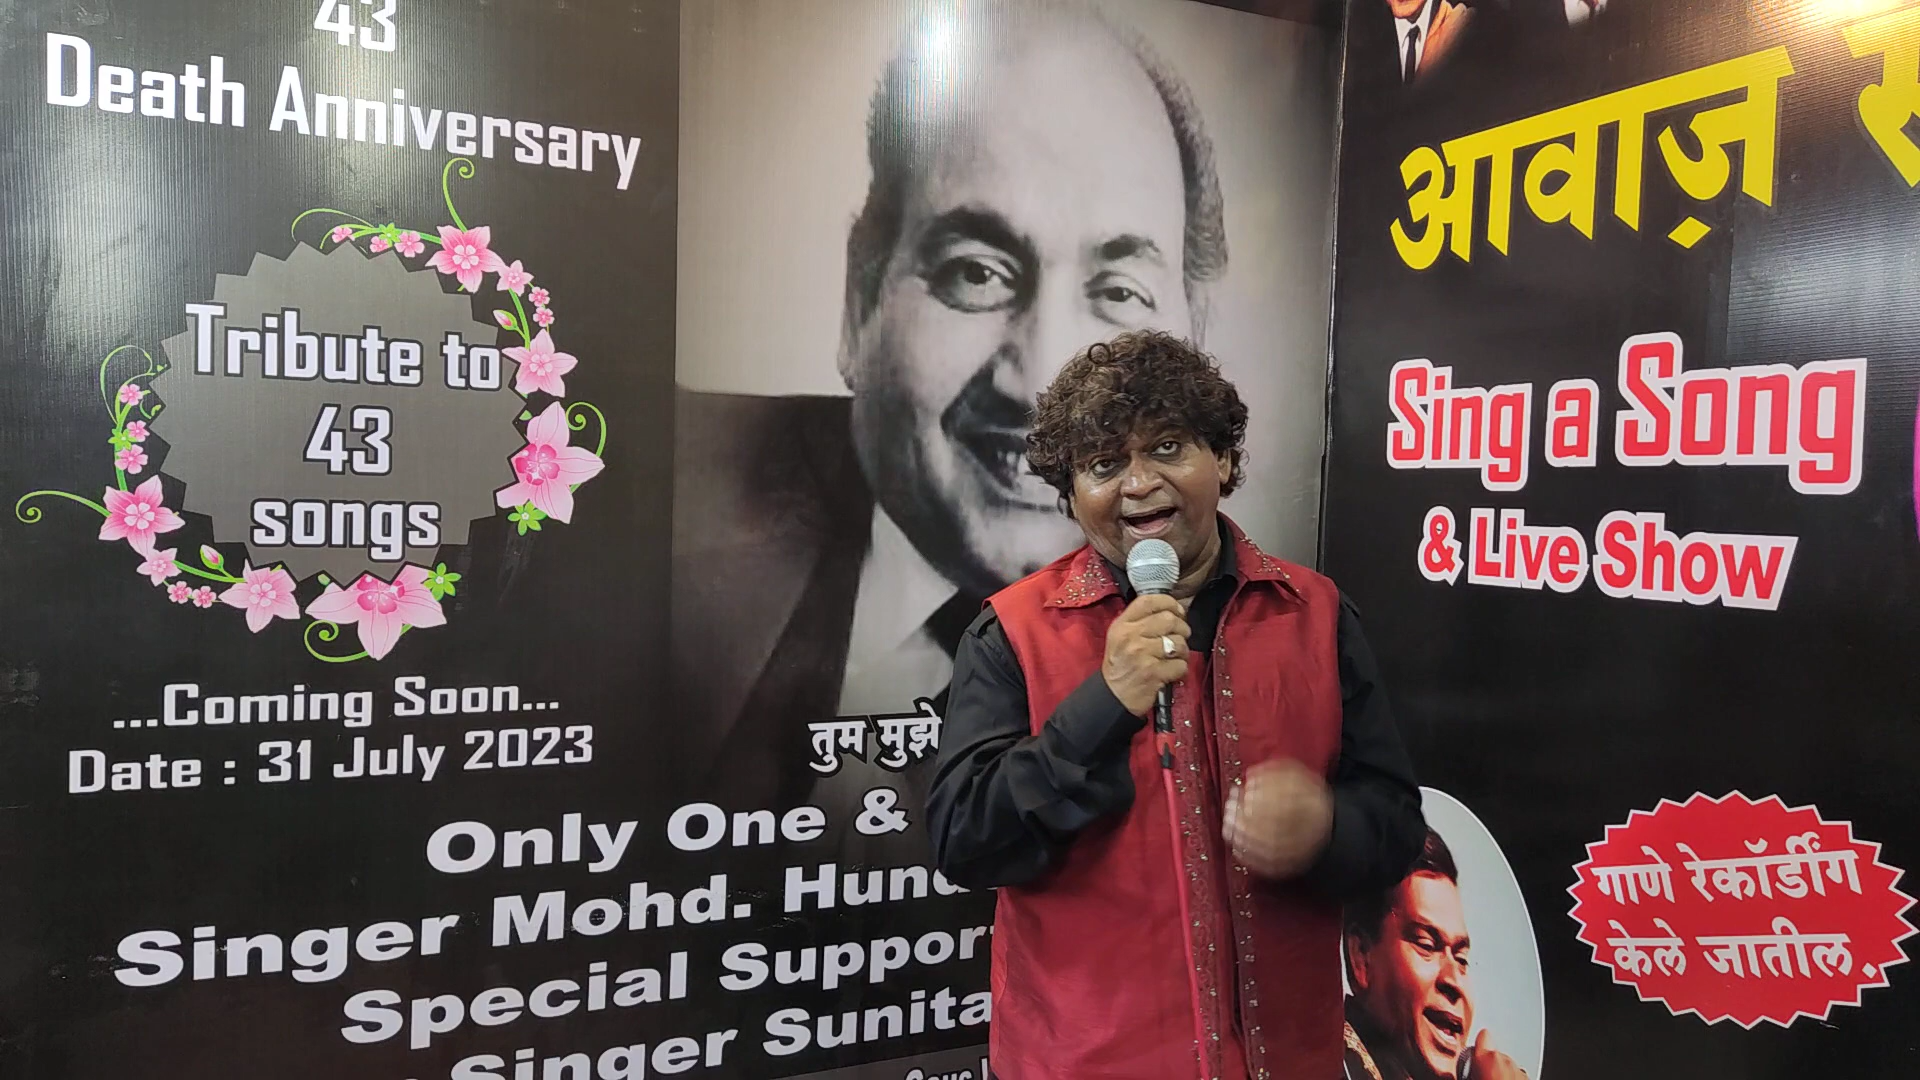 43
Death Anniversary
Tribute to
43
songs
...Coming Soon...
Date : 31 July 2023
तुम मुझे
Only One &
Singer Mohd.
Special
Singer Sunita
आवाज़
Sing a Song
& Live Show
गाणे रेकॉर्डींग
केले जातील.